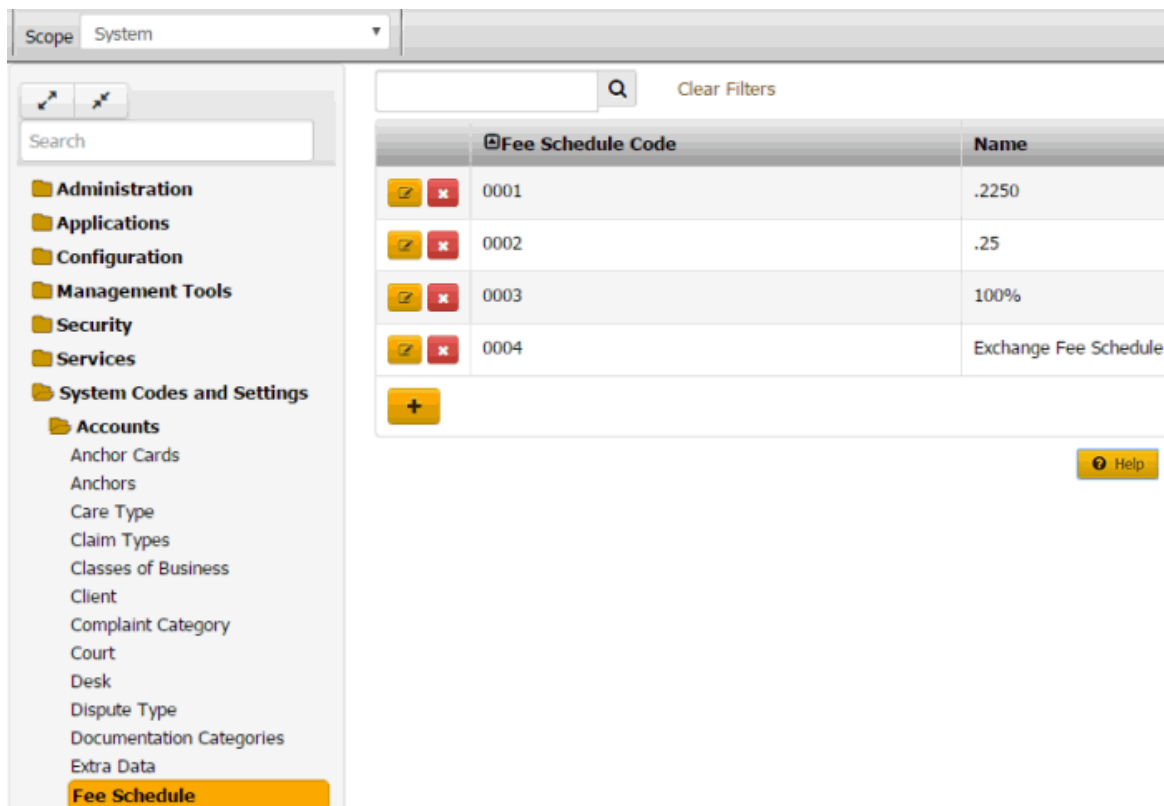 Scope System
Clear Filters
Search
Administration
Applications
Configuration
Management Tools
Security
Services
System Codes and Settings
Accounts
Anchor Cards
Anchors
Care Type
Claim Types
Classes of Business
Client
Complaint Category
Court
Desk
Dispute Type
Documentation Categories
Extra Data
Fee Schedule
Fee Schedule Code Name
0001 .2250
0002 .25
0003 100%
0004 Exchange Fee Schedule
Help